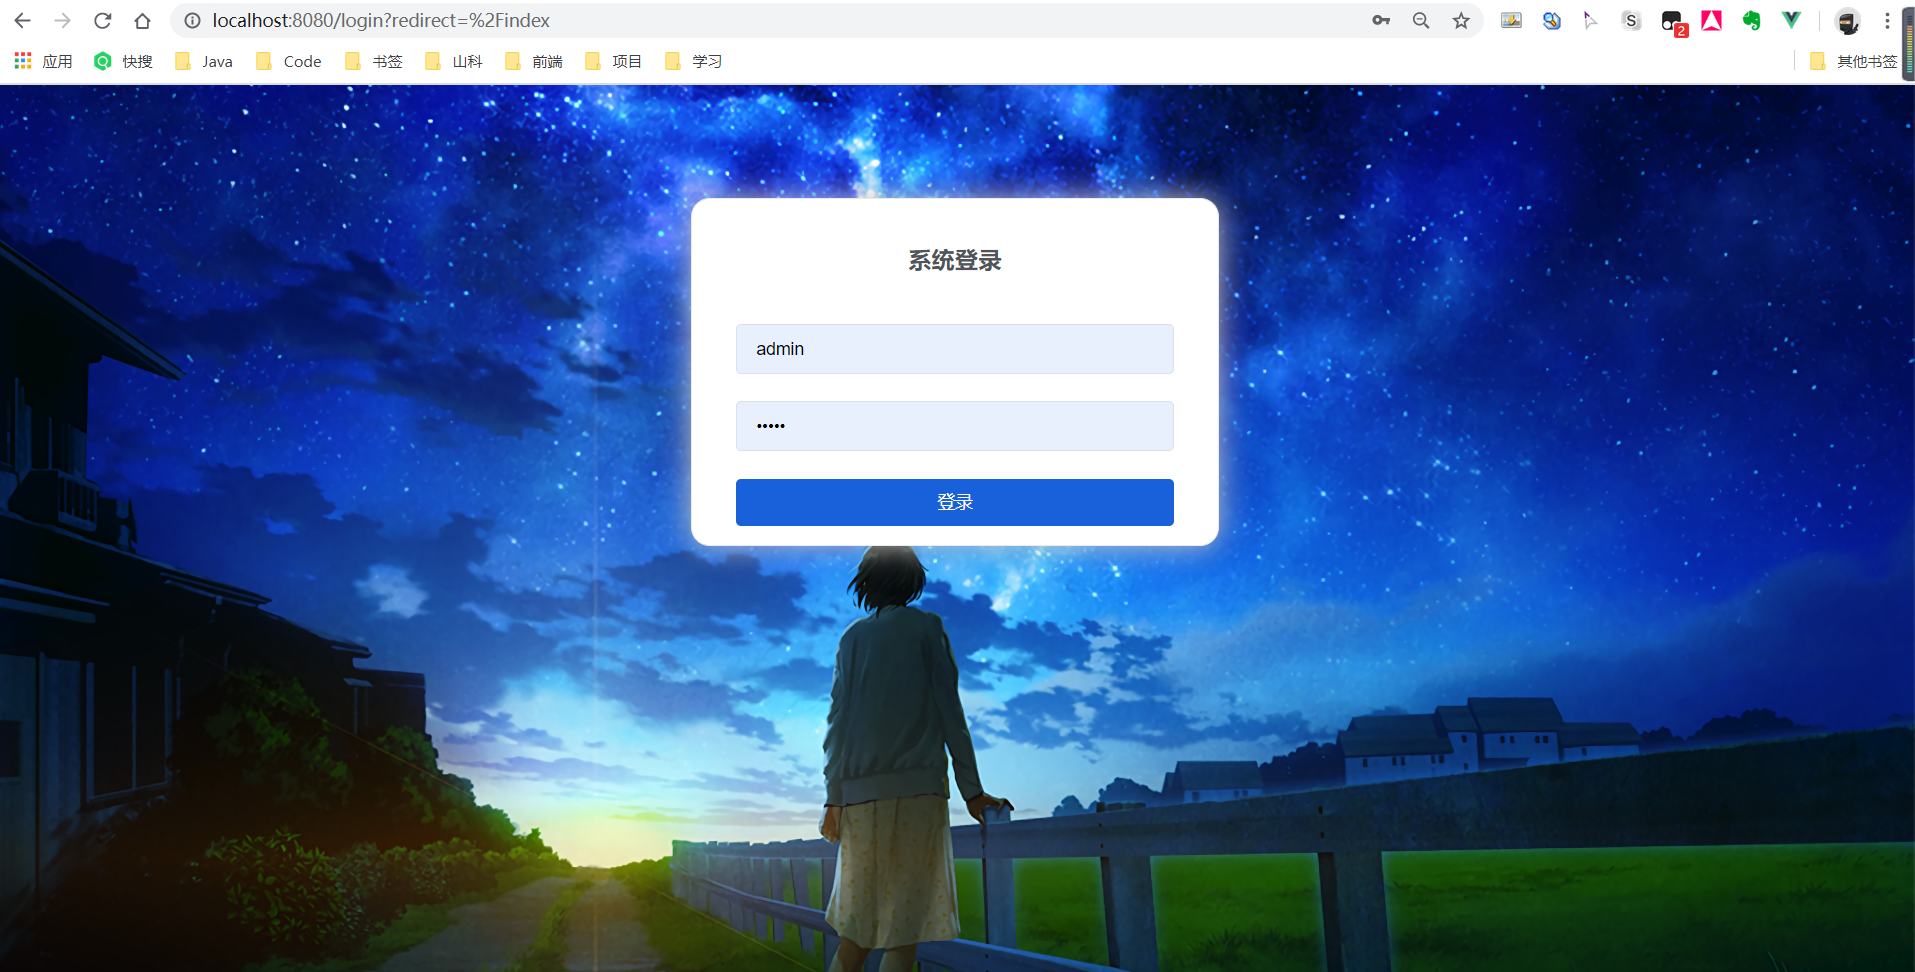 localhost:8080/login?redirect=%2Findex
S
2
应用 快搜 Java Code 书签 山科 前端 项目 学习 其他书签
系统登录
admin
•••••
登录